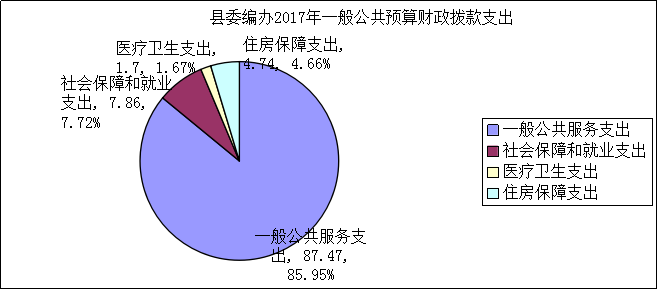 县委编办2017年一般公共预算财政拨款支出
医疗卫生支出,
1.7, 1.67%
住房保障支出,
4.74, 4.66%
社会保障和就业
支出, 7.86,
7.72%
一般公共服务支
出, 87.47,
85.95%
一般公共服务支出
社会保障和就业支出
医疗卫生支出
住房保障支出